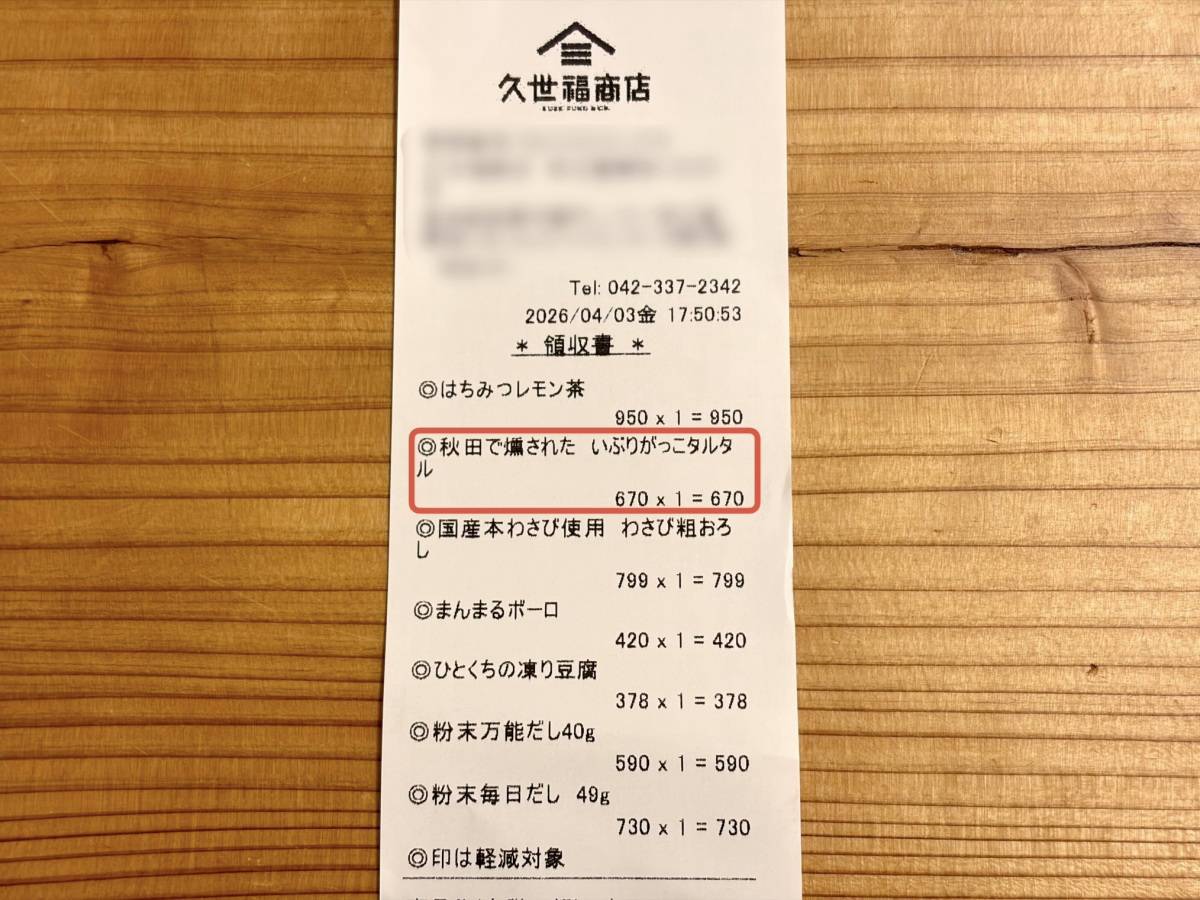 久世福商店
KUZE FUKU & CO.
Tel: 042-337-2342
2026/04/03金 17:50:53
* 領収書 *
◎はちみつレモン茶
950 x 1 = 950
◎秋田で燻された いぶりがっこタルタ
ル
670 x 1 = 670
◎国産本わさび使用 わさび粗おろ
し
799 x 1 = 799
◎まんまるボーロ
420 x 1 = 420
◎ひとくちの凍り豆腐
378 x 1 = 378
◎粉末万能だし40g
590 x 1 = 590
◎粉末毎日だし 49g
730 x 1 = 730
◎印は軽減対象